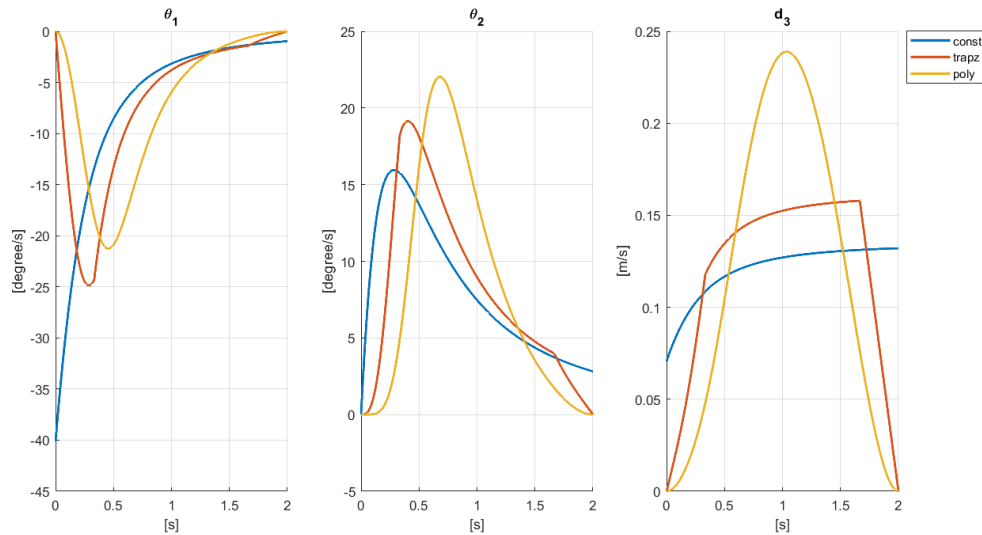 θ1
0
-5
-10
-15
-20
-25
-30
-35
-40
-45
[degree/s]
0 0.5 1 1.5 2
[s]
θ2
25
20
15
10
5
0
-5
[degree/s]
0 0.5 1 1.5 2
[s]
d3
0.25
0.2
0.15
0.1
0.05
0
[m/s]
0 0.5 1 1.5 2
[s]
const
trapz
poly